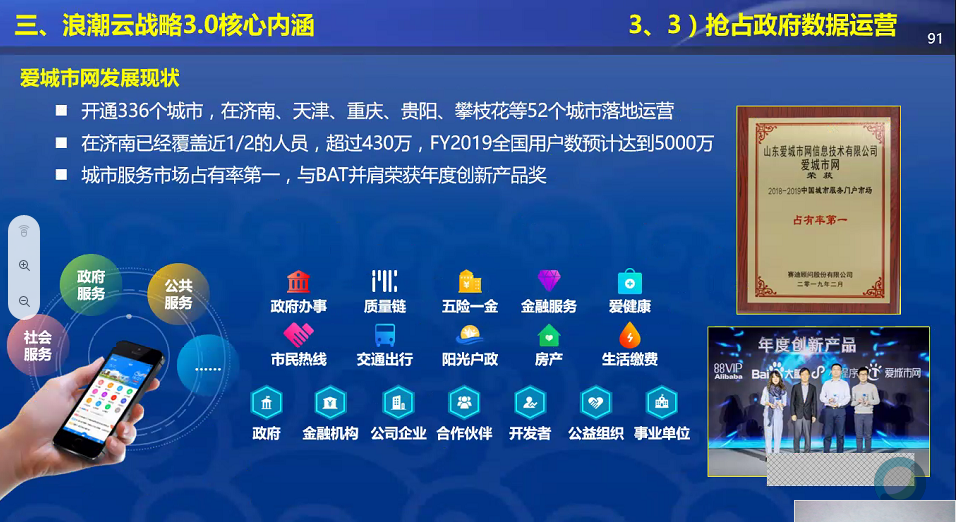 三、浪潮云战略3.0核心内涵
3、3）抢占政府数据运营
91
爱城市网发展现状
■ 开通336个城市，在济南、天津、重庆、贵阳、攀枝花等52个城市落地运营
■ 在济南已经覆盖近1/2的人员，超过430万，FY2019全国用户数预计达到5000万
■ 城市服务市场占有率第一，与BAT并肩荣获年度创新产品奖
山东爱城市网信息技术有限公司
爱城市网
荣获
2018-2019中国城市服务门户市场
占有率第一
赛迪顾问股份有限公司
二零一九年二月
政府
服务
公共
服务
社会
服务
......
政府办事
质量链
五险一金
金融服务
爱健康
市民热线
交通出行
阳光户政
房产
生活缴费
政府
金融机构
公司企业
合作伙伴
开发者
公益组织
事业单位
年度创新产品
88VIP
Alibaba
Bai
大
程序
爱城市网